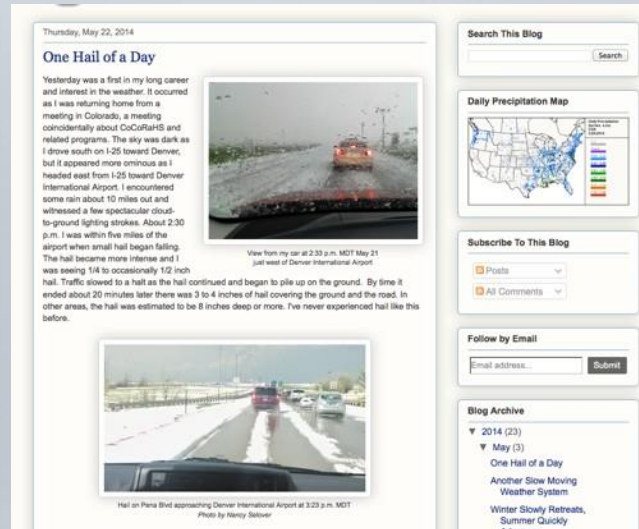 Thursday, May 22, 2014
One Hail of a Day
Yesterday was a first in my long career
and interest in the weather. It occurred
as I was returning home from a
meeting in Colorado, a meeting
coincidentally about CoCoRaHS and
related programs. The sky was dark as
I drove south on I-25 toward Denver,
but it appeared more ominous as I
headed east from I-25 toward Denver
International Airport. I encountered
some rain about 10 miles out and
witnessed a few spectacular cloud-
to-ground lighting strokes. About 2:30
p.m. I was within five miles of the
airport when small hail began falling.
The hail became more intense and I
was seeing 1/4 to occasionally 1/2 inch
hail. Traffic slowed to a halt as the hail continued and began to pile up on the ground. By time it
ended about 20 minutes later there was 3 to 4 inches of hail covering the ground and the road. In
other areas, the hail was estimated to be 8 inches deep or more. I've never experienced hail like this
before.
View from my car at 2:33 p.m. MDT May 21
just west of Denver International Airport
Hail on Pena Blvd approaching Denver International Airport at 3:23 p.m. MDT
Photo by Nancy Selover
Search This Blog
Search
Daily Precipitation Map
Subscribe To This Blog
Posts
All Comments
Follow by Email
Email address...
Submit
Blog Archive
▼ 2014 (23)
▼ May (3)
One Hail of a Day
Another Slow Moving
Weather System
Winter Slowly Retreats,
Summer Quickly